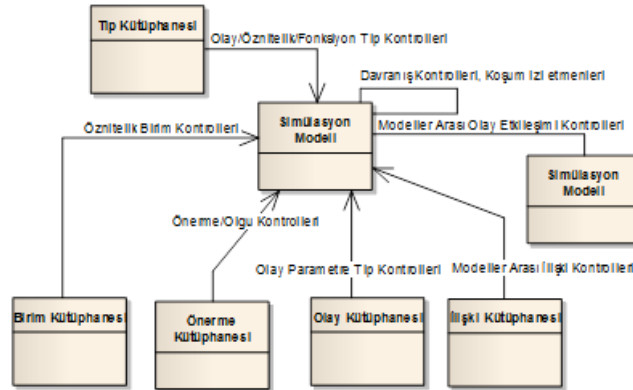 Tip Kütüphanesi
Olay/Öznitelik/Fonksiyon Tip Kontrolleri
Davranış Kontrolleri, Koşum İzl etmenleri
Simülasyon
Modeli
Öznitelik Birim Kontrolleri
Modeller Arası Olay Etkileşimi Kontrolleri
Simülasyon
Modeli
Önerme/Olgu Kontrolleri
Olay Parametre Tip Kontrolleri
Modeller Arası İlişki Kontrolleri
Birim Kütüphanesi
Önerme
Kütüphanesi
Olay Kütüphanesi
İlişki Kütüphanesi